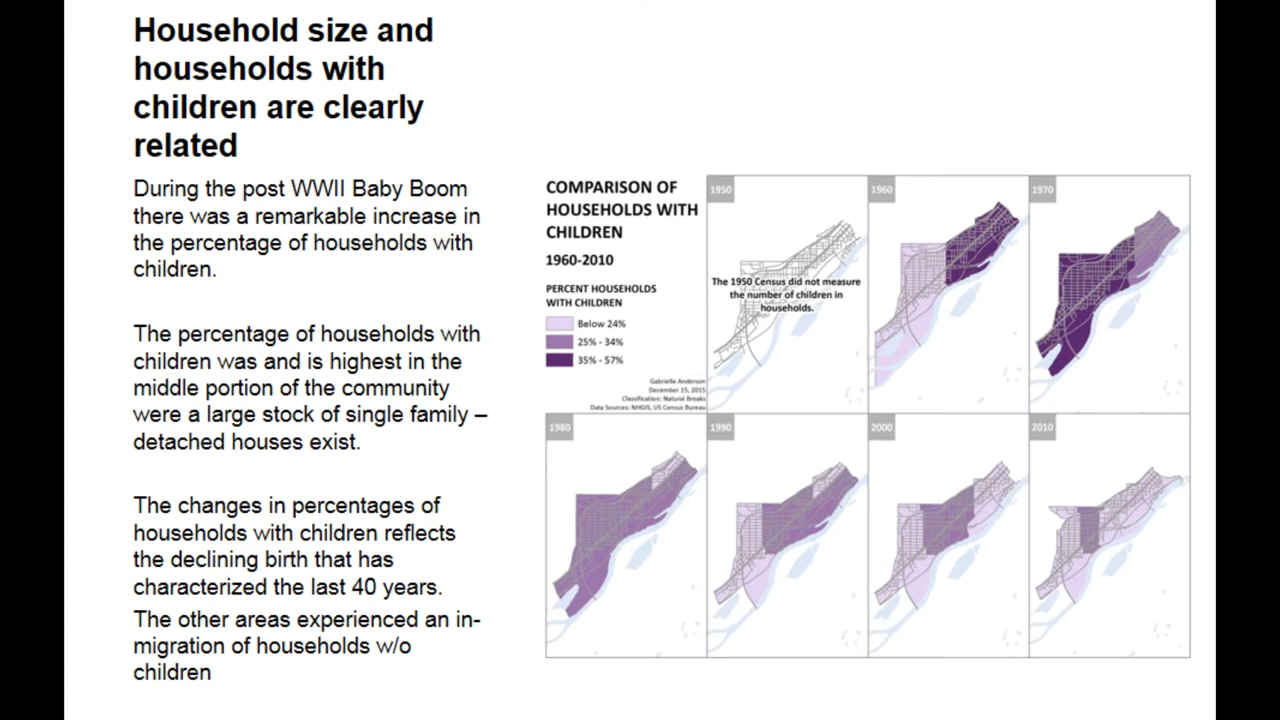 Household size and
households with
children are clearly
related
During the post WWII Baby Boom
there was a remarkable increase in
the percentage of households with
children.
The percentage of households with
children was and is highest in the
middle portion of the community
were a large stock of single family –
detached houses exist.
The changes in percentages of
households with children reflects
the declining birth that has
characterized the last 40 years.
The other areas experienced an in-
migration of households w/o
children
COMPARISON OF
HOUSEHOLDS WITH
CHILDREN
1960-2010
PERCENT HOUSEHOLDS
WITH CHILDREN
Below 24%
25% - 34%
35% - 57%
Gabrielle Anderson
December 15, 2015
Classification: Natural Breaks
Data Sources: NHGIS, US Census Bureau
1950
The 1950 Census did not measure
the number of children in
households.
1960
1970
1980
1990
2000
2010